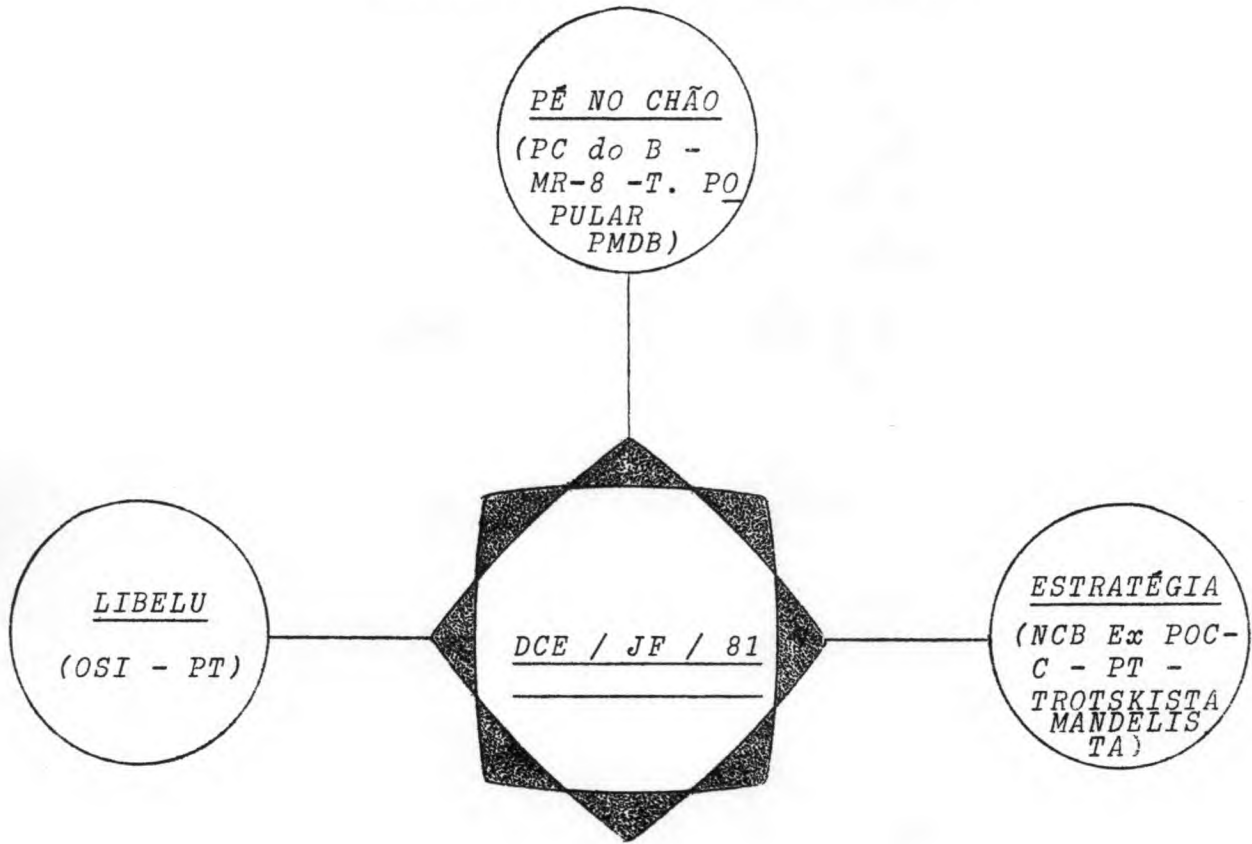 PÉ NO CHÃO
(PC do B -
MR-8 -T. PO
PULAR
PMDB)
LIBELU
(OSI - PT)
DCE / JF / 81
ESTRATÉGIA
(NCB Ex POC-
C - PT -
TROTSKISTA
MANDELIS
TA)